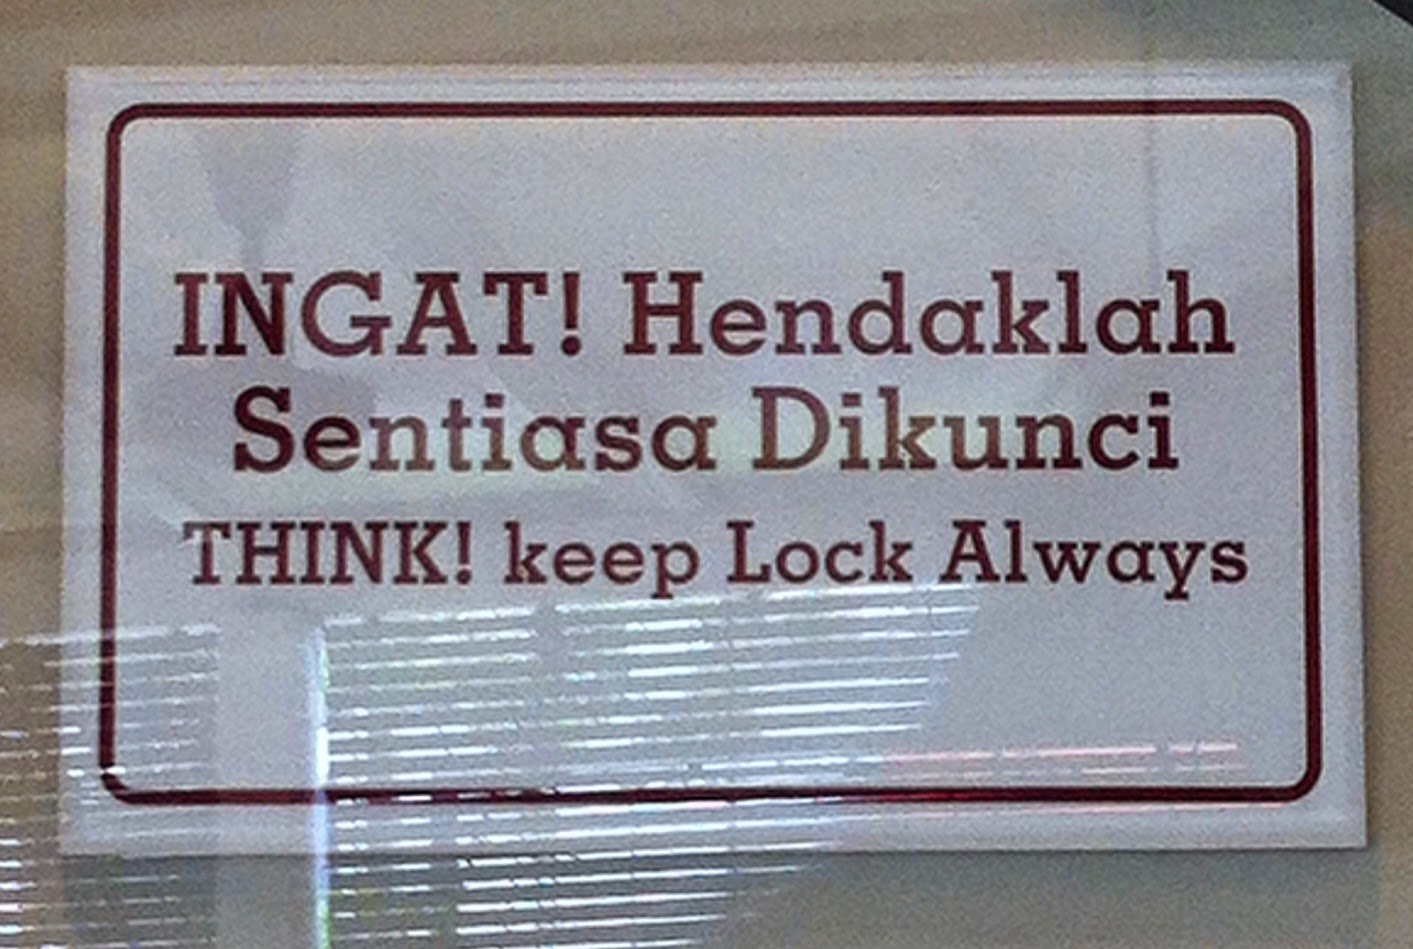 INGAT! Hendaklah
Sentiasa Dikunci
THINK! keep Lock Always